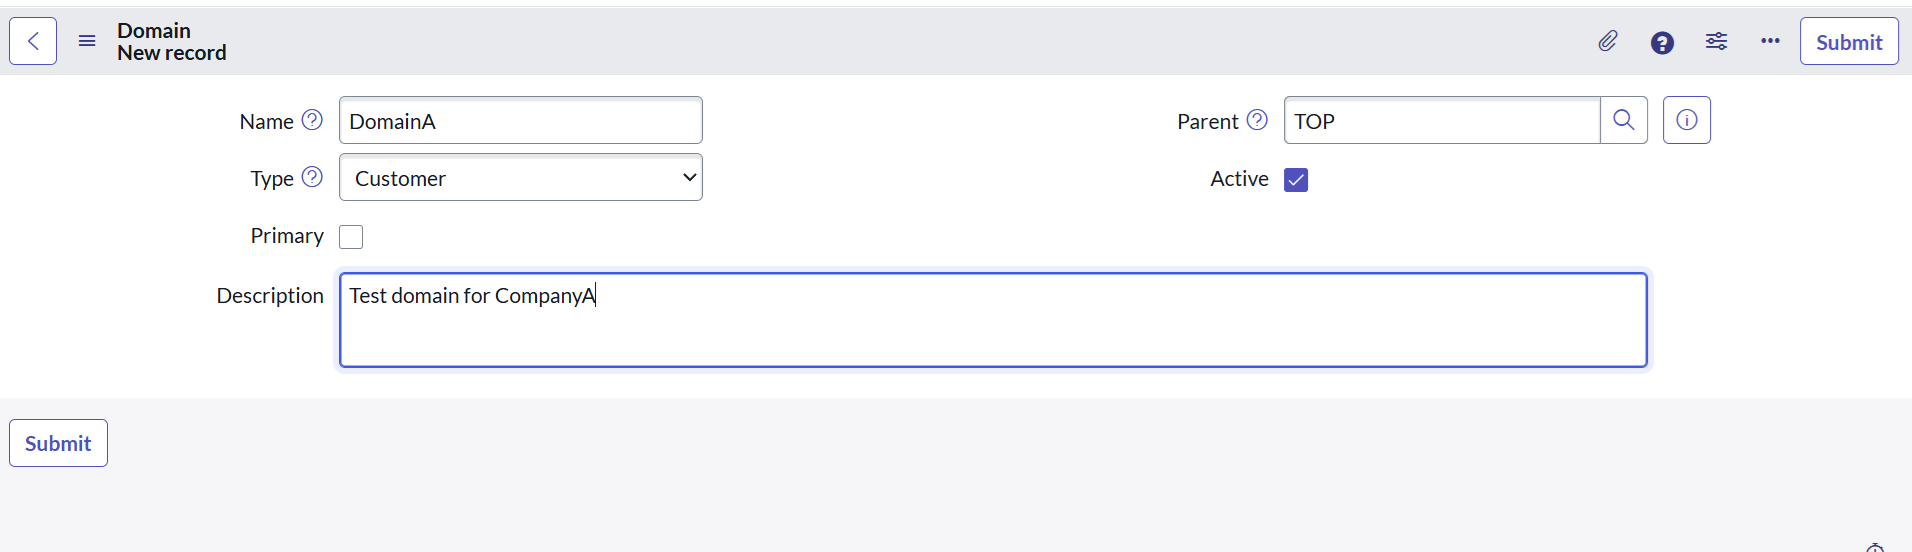 Domain
New record
Submit
Name DomainA
Parent TOP
Type Customer
Active
Primary
Description Test domain for CompanyA
Submit